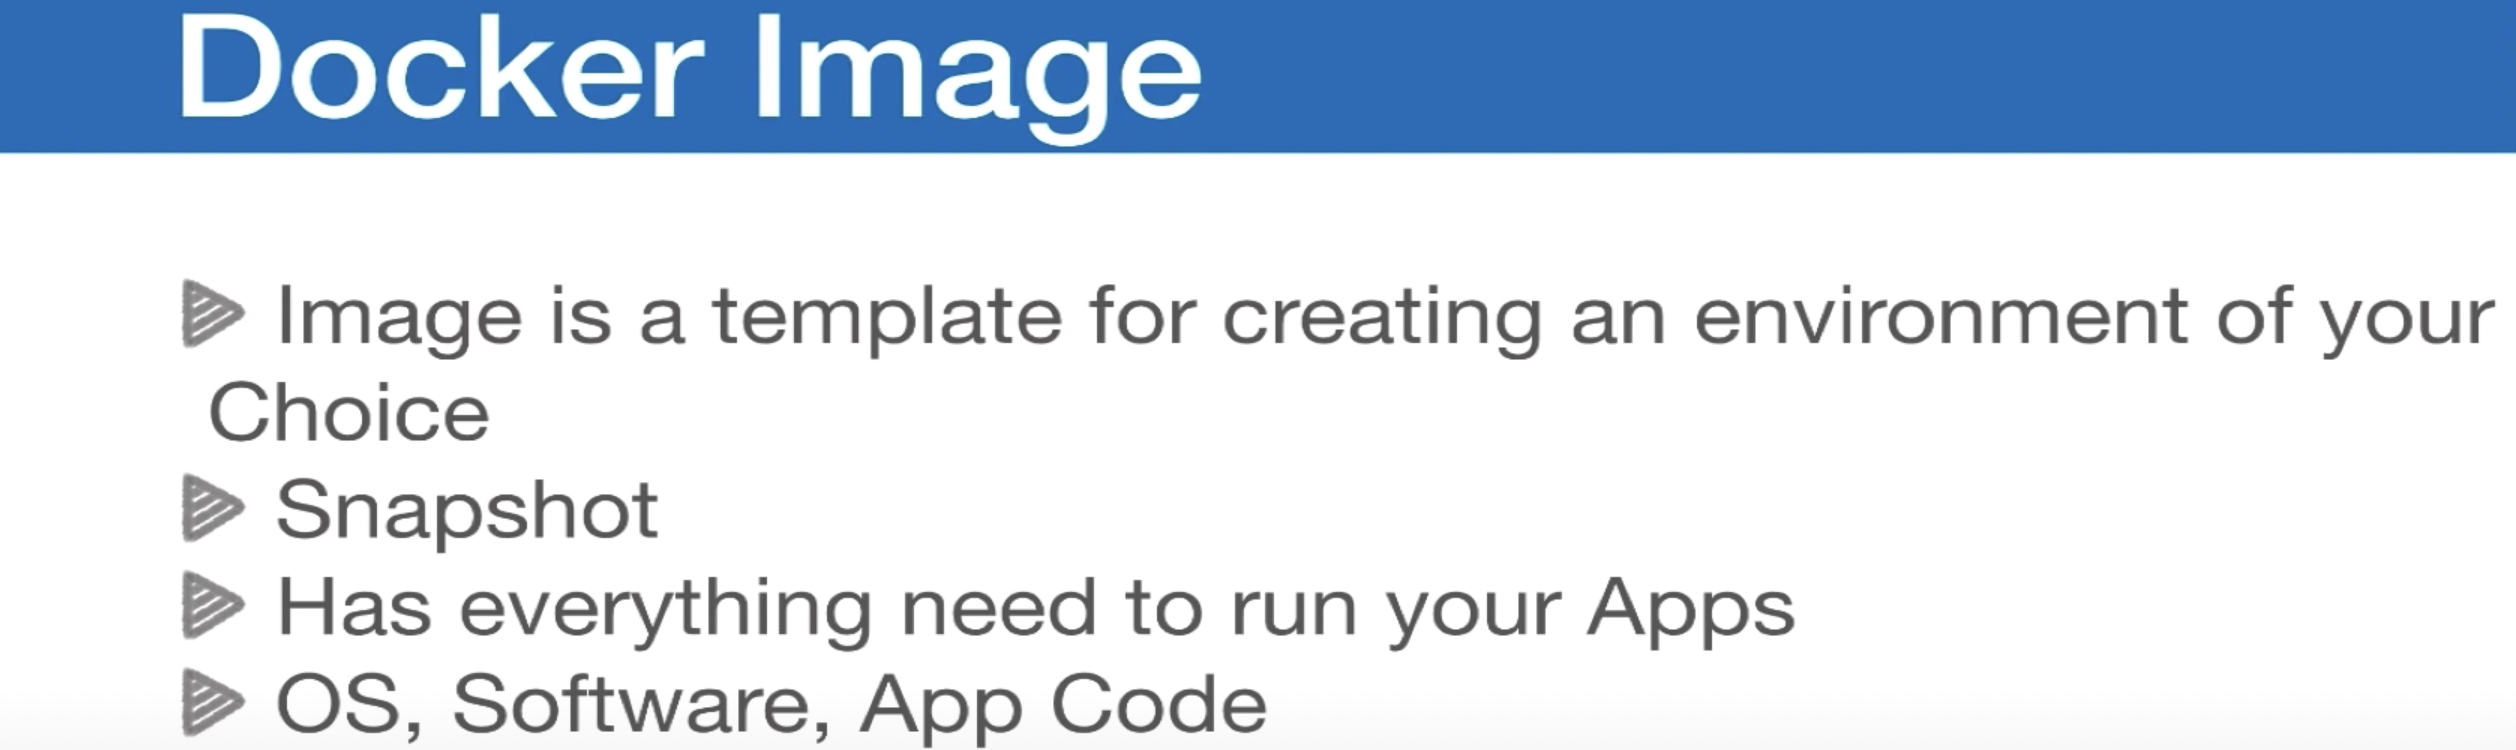 Docker Image
Image is a template for creating an environment of your
Choice
Snapshot
Has everything need to run your Apps
OS, Software, App Code